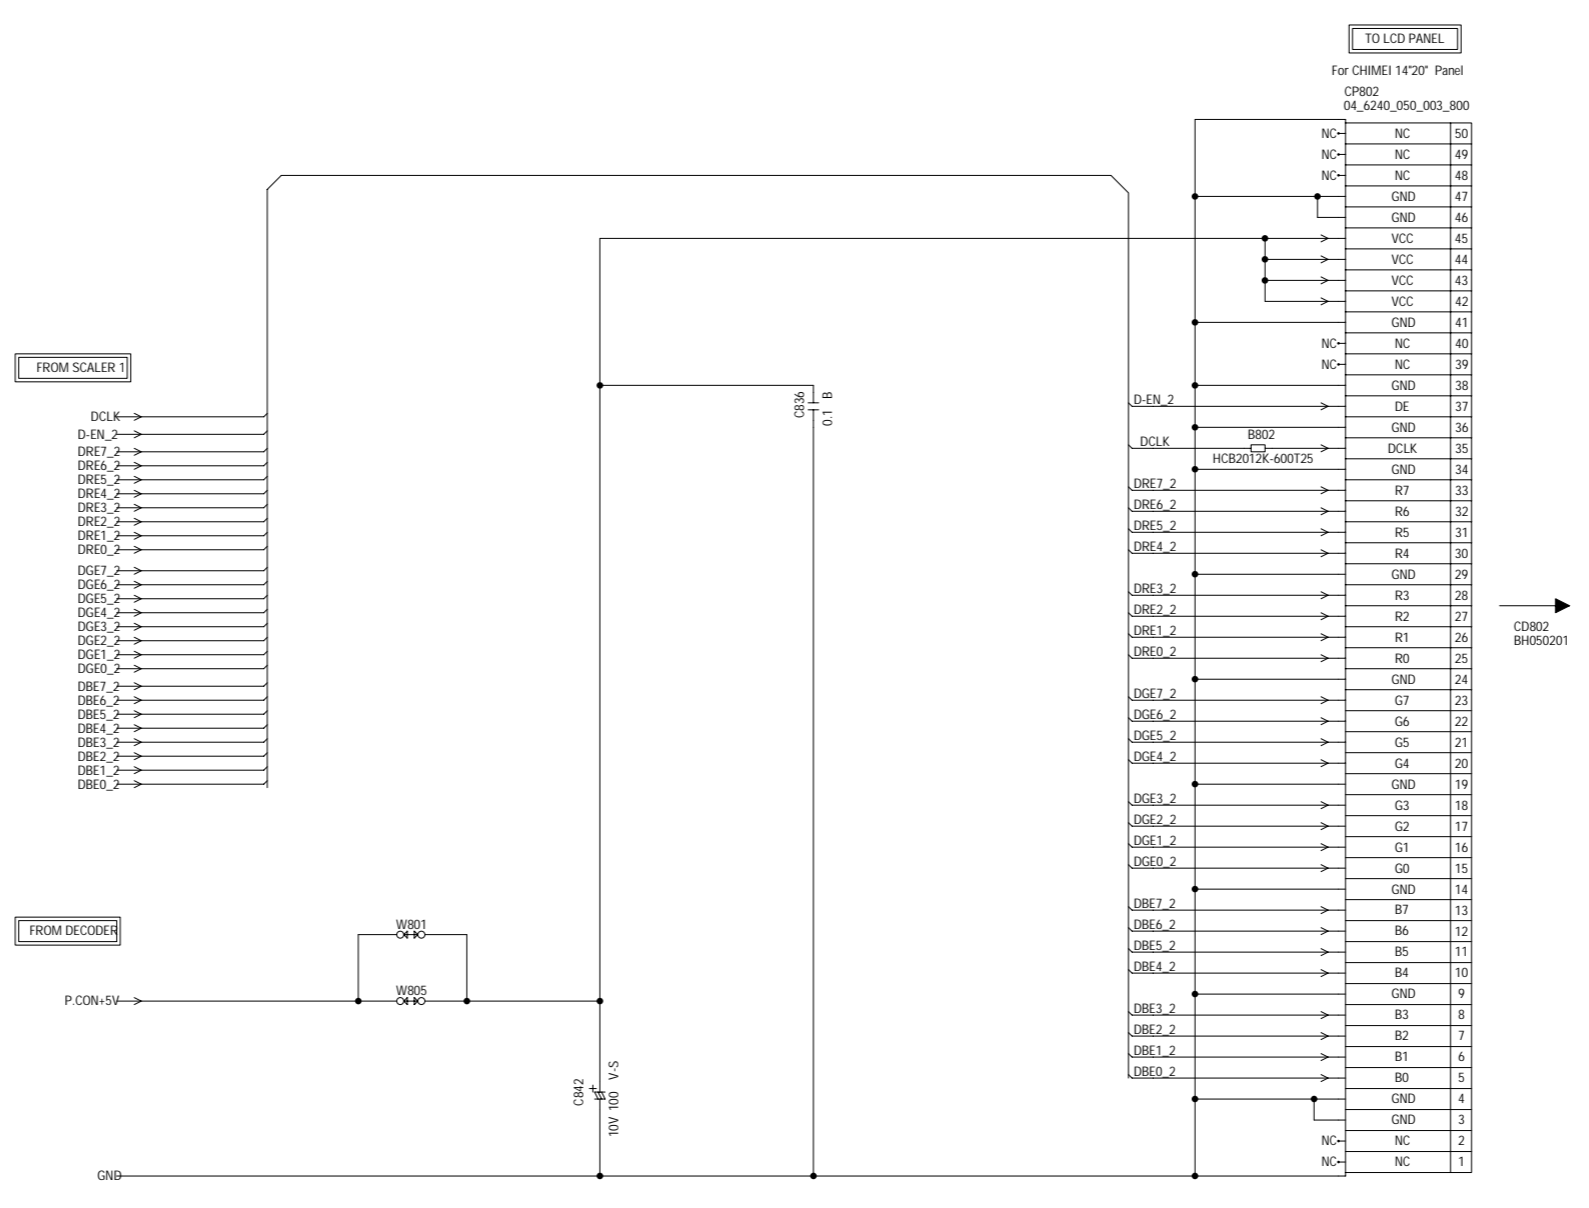 TO LCD PANEL
For CHIMEI 14"20" Panel
CP802
04_6240_050_003_800
NC NC 50
NC NC 49
NC NC 48
GND 47
GND 46
VCC 45
VCC 44
VCC 43
VCC 42
GND 41
NC NC 40
NC NC 39
GND 38
D-EN_2 DE 37
GND 36
B802
DCLK DCLK 35
HCB2012K-600T25
GND 34
DRE7_2 R7 33
DRE6_2 R6 32
DRE5_2 R5 31
DRE4_2 R4 30
GND 29
DRE3_2 R3 28
DRE2_2 R2 27
DRE1_2 R1 26
DRE0_2 R0 25
GND 24
DGE7_2 G7 23
DGE6_2 G6 22
DGE5_2 G5 21
DGE4_2 G4 20
GND 19
DGE3_2 G3 18
DGE2_2 G2 17
DGE1_2 G1 16
DGE0_2 G0 15
GND 14
DBE7_2 B7 13
DBE6_2 B6 12
DBE5_2 B5 11
DBE4_2 B4 10
GND 9
DBE3_2 B3 8
DBE2_2 B2 7
DBE1_2 B1 6
DBE0_2 B0 5
GND 4
GND 3
NC NC 2
NC NC 1
CD802
BH050201
FROM SCALER 1
DCLK
D-EN_2
DRE7_2
DRE6_2
DRE5_2
DRE4_2
DRE3_2
DRE2_2
DRE1_2
DRE0_2
DGE7_2
DGE6_2
DGE5_2
DGE4_2
DGE3_2
DGE2_2
DGE1_2
DGE0_2
DBE7_2
DBE6_2
DBE5_2
DBE4_2
DBE3_2
DBE2_2
DBE1_2
DBE0_2
C836
0.1 B
FROM DECODER
W801
W805
P.CON+5V
C842
+
10V 100 V-S
GND